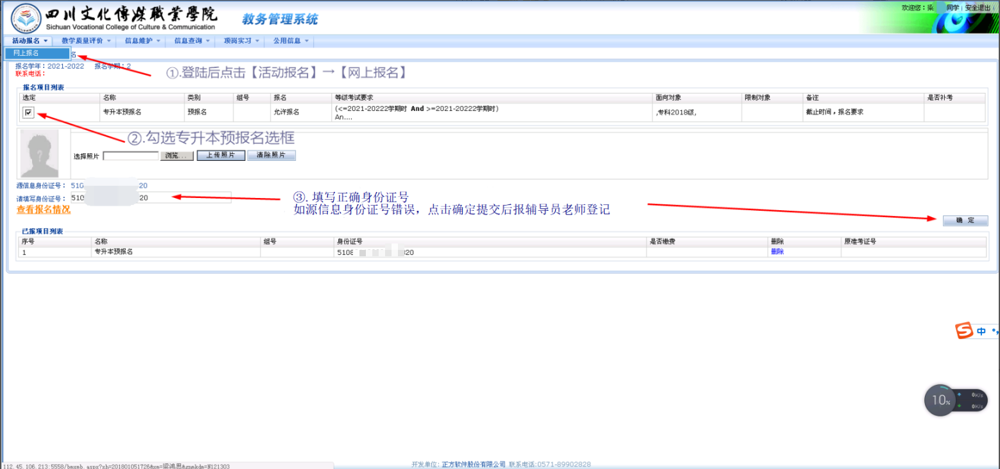 四川文化傳媒職業學院
Sichuan Vocational College of Culture & Communication
教务管理系统
欢迎您：梁 同学 | 安全退出
活动报名 教学质量评价 信息维护 信息查询 顶岗实习 公用信息
网上报名 名
报名学年：2021-2022 报名学期：2
联系电话：
①.登陆后点击【活动报名】→【网上报名】
报名项目列表
选定 名称 类别 组号 报名 等级考试要求 面向对象 限制对象 备注 是否补考
专升本预报名 预报名 允许报名 (<=2021-20222学期时 And >=2021-20222学期时) An.... ,专科2018级, 截止时间，报名要求
②.勾选专升本预报名选框
选择照片 浏览... 上传照片 清除照片
源信息身份证号： 510 20
请填写身份证号： 510 20
③. 填写正确身份证号
如源信息身份证号错误，点击确定提交后报辅导员老师登记
查看报名情况
确 定
已报项目列表
序号 名称 组号 身份证号 是否缴费 删除 原准考证号
1 专升本预报名 5108 020 删除
中
10%
0K/s
0K/s
开发单位: 正方软件股份有限公司 联系电话:0571-89902828
112.45.106.213:5558/bmxmb.aspx?xh=201801051726&xm=梁鸿思&gnmkdm=N121303